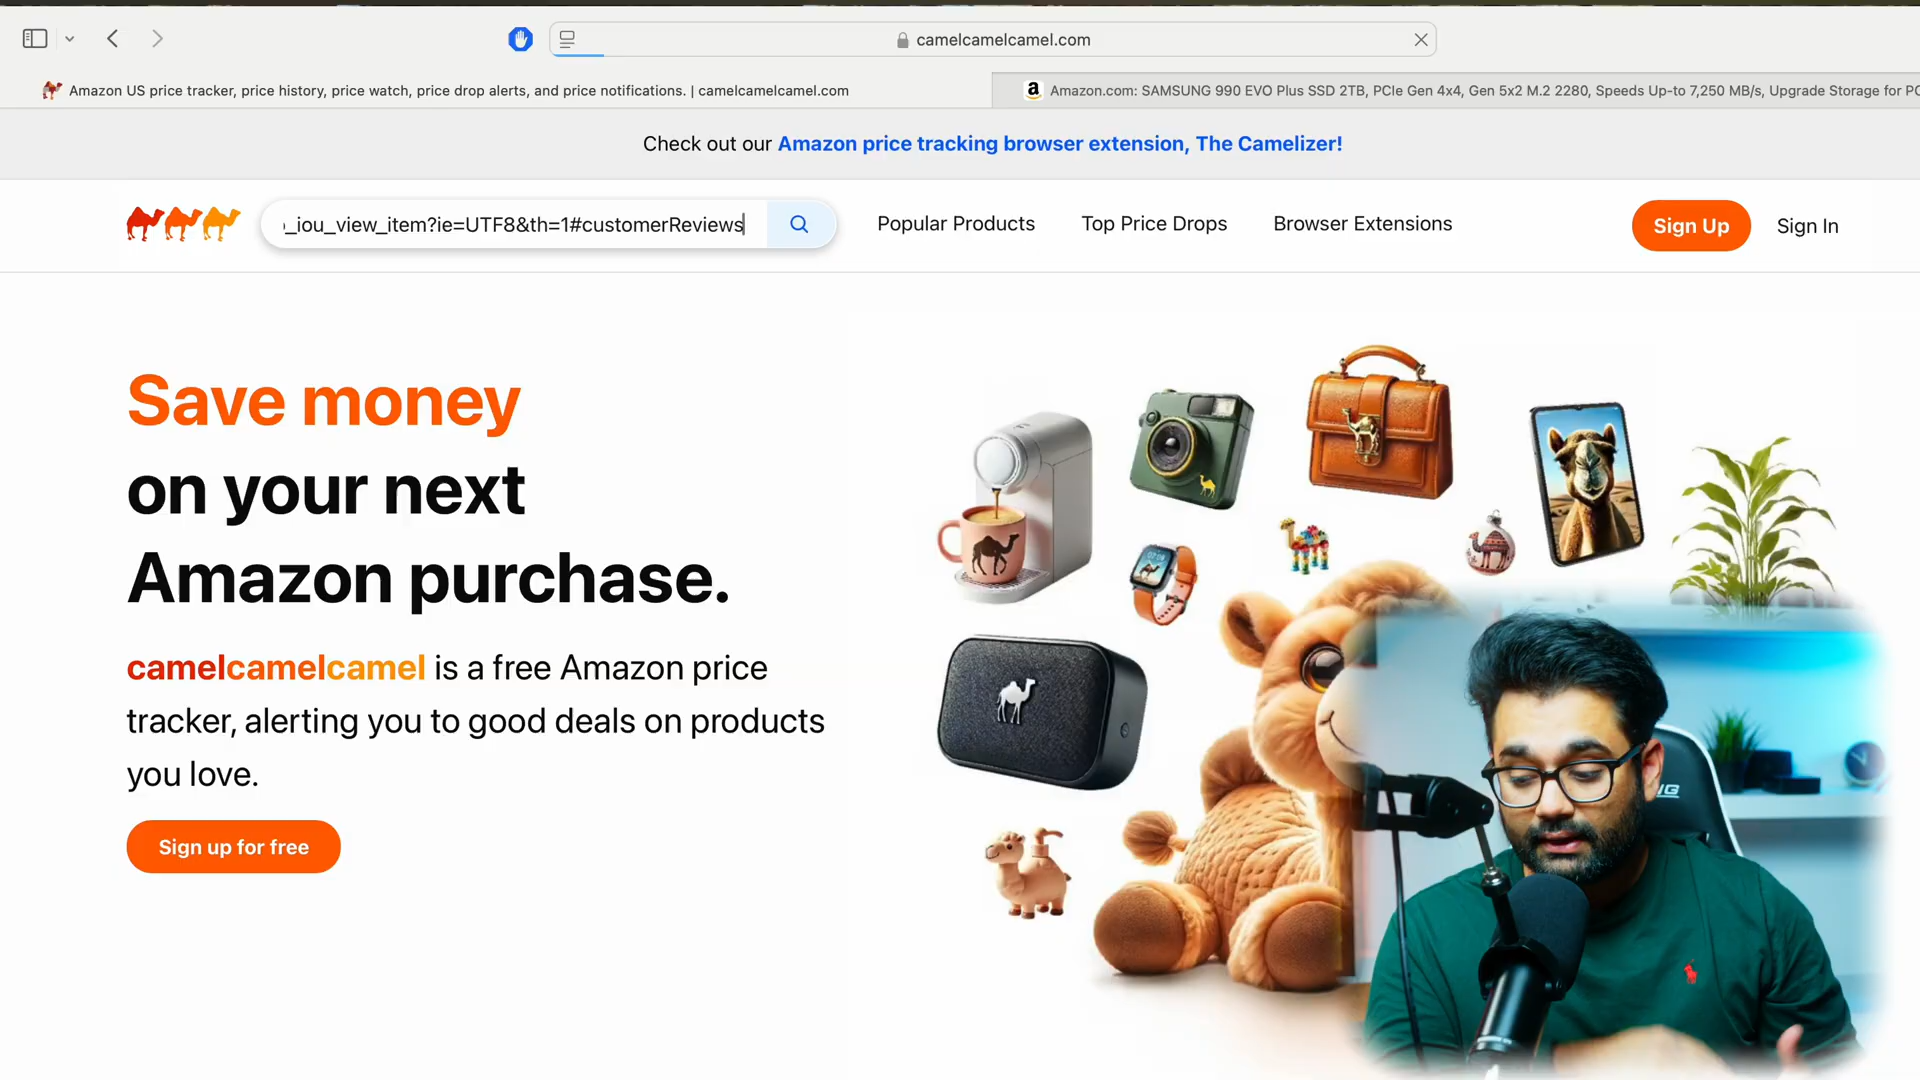 camelcamelcamel.com
Amazon US price tracker, price history, price watch, price drop alerts, and price notifications. | camelcamelcamel.com
Amazon.com: SAMSUNG 990 EVO Plus SSD 2TB, PCIe Gen 4x4, Gen 5x2 M.2 2280, Speeds Up-to 7,250 MB/s, Upgrade Storage for PC
Check out our Amazon price tracking browser extension, The Camelizer!
_iou_view_item?ie=UTF8&th=1#customerReviews
Popular Products
Top Price Drops
Browser Extensions
Sign Up
Sign In
Save money
on your next
Amazon purchase.
camelcamelcamel is a free Amazon price
tracker, alerting you to good deals on products
you love.
Sign up for free